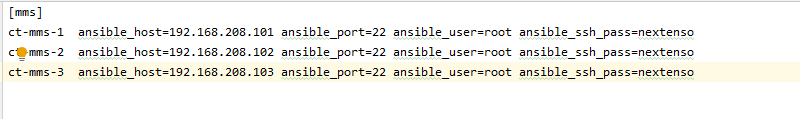 [mms]
ct-mms-1  ansible_host=192.168.208.101 ansible_port=22 ansible_user=root ansible_ssh_pass=nextenso
ct-mms-2  ansible_host=192.168.208.102 ansible_port=22 ansible_user=root ansible_ssh_pass=nextenso
ct-mms-3  ansible_host=192.168.208.103 ansible_port=22 ansible_user=root ansible_ssh_pass=nextenso